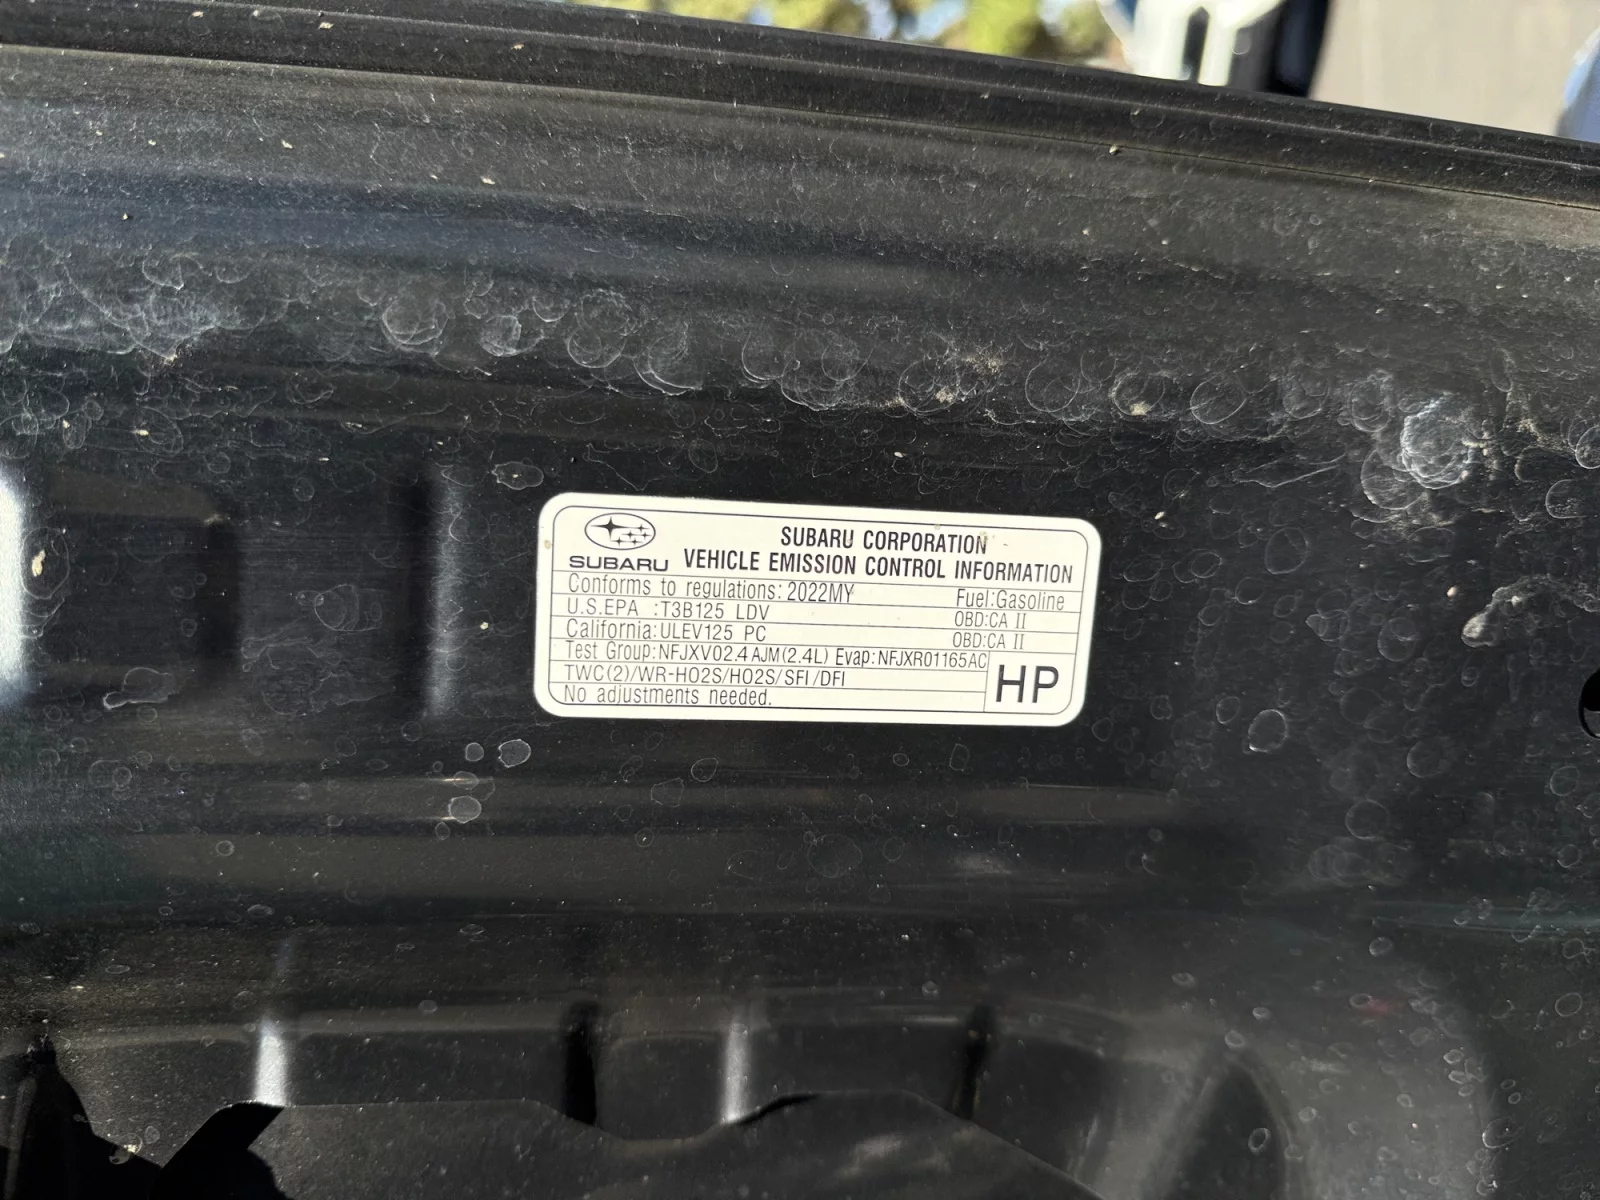 SUBARU CORPORATION
SUBARU VEHICLE EMISSION CONTROL INFORMATION
Conforms to regulations: 2022MY Fuel:Gasoline
U.S.EPA :T3B125 LDV OBD:CA II
California:ULEV125 PC OBD:CA II
Test Group:NFJXV02.4AJM(2.4L) Evap:NFJXR01165AC
TWC(2)/WR-HO2S/HO2S/SFI/DFI
HP
No adjustments needed.